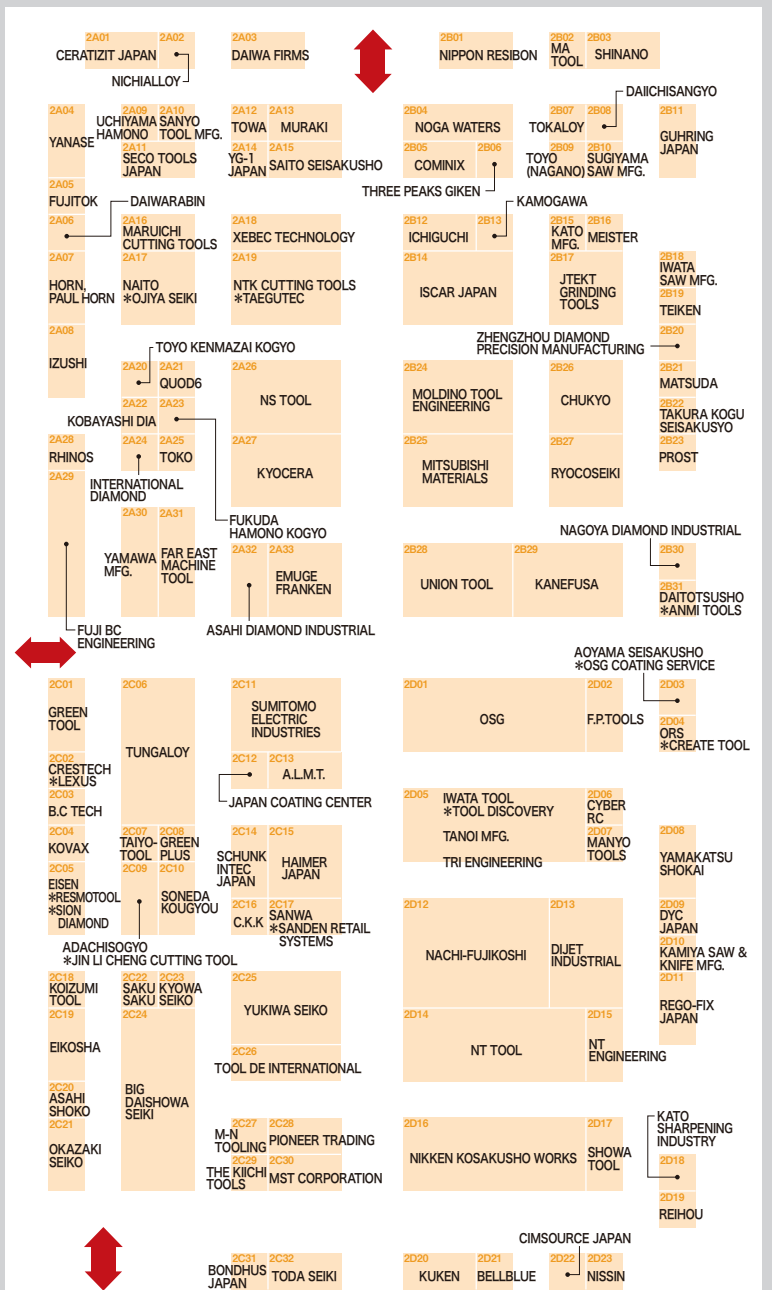 2A01
CERATIZIT JAPAN
2A02
NICHIALLOY
2A03
DAIWA FIRMS
2B01
NIPPON RESIBON
2B02
MA
TOOL
2B03
SHINANO
2A04
YANASE
2A09
UCHIYAMA
HAMONO
2A10
SANYO
TOOL MFG.
2A11
SECO TOOLS
JAPAN
2A12
TOWA
2A13
MURAKI
2A14
YG-1
JAPAN
2A15
SAITO SEISAKUSHO
2B04
NOGA WATERS
2B05
COMINIX
2B06
THREE PEAKS GIKEN
2B07
TOKALOY
2B08
DAIICHISANGYO
2B09
TOYO
(NAGANO)
2B10
SUGIYAMA
SAW MFG.
2B11
GUHRING
JAPAN
2A05
FUJITOK
2A06
DAIWARABIN
2A07
HORN,
PAUL HORN
2A08
IZUSHI
2A16
MARUICHI
CUTTING TOOLS
2A17
NAITO
＊OJIYA SEIKI
2A18
XEBEC TECHNOLOGY
2A19
NTK CUTTING TOOLS
＊TAEGUTEC
2B12
ICHIGUCHI
2B13
KAMOGAWA
2B14
ISCAR JAPAN
2B15
KATO
MFG.
2B16
MEISTER
2B17
JTEKT
GRINDING
TOOLS
2B18
IWATA
SAW MFG.
2B19
TEIKEN
2B20
ZHENGZHOU DIAMOND
PRECISION MANUFACTURING
2B21
MATSUDA
2B22
TAKURA KOGU
SEISAKUSYO
2B23
PROST
2A20
TOYO KENMAZAI KOGYO
2A21
QUOD6
2A22
KOBAYASHI DIA
2A23
FUKUDA
HAMONO KOGYO
2A24
INTERNATIONAL
DIAMOND
2A25
TOKO
2A26
NS TOOL
2A27
KYOCERA
2B24
MOLDINO TOOL
ENGINEERING
2B25
MITSUBISHI
MATERIALS
2B26
CHUKYO
2B27
RYOCOSEIKI
2A28
RHINOS
2A29
FUJI BC
ENGINEERING
2A30
YAMAWA
MFG.
2A31
FAR EAST
MACHINE
TOOL
2A32
ASAHI DIAMOND INDUSTRIAL
2A33
EMUGE
FRANKEN
2B28
UNION TOOL
2B29
KANEFUSA
2B30
NAGOYA DIAMOND INDUSTRIAL
2B31
DAITOTSUSHO
＊ANMI TOOLS
2C01
GREEN
TOOL
2C02
CRESTECH
＊LEXUS
2C03
B.C TECH
2C04
KOVAX
2C05
EISEN
＊RESMOTOOL
＊SION
DIAMOND
2C06
TUNGALOY
2C07
TAIYO-
TOOL
2C08
GREEN
PLUS
2C09
ADACHISOGYO
＊JIN LI CHENG CUTTING TOOL
2C10
SONEDA
KOUGYOU
2C11
SUMITOMO
ELECTRIC
INDUSTRIES
2C12
JAPAN COATING CENTER
2C13
A.L.M.T.
2C14
SCHUNK
INTEC
JAPAN
2C15
HAIMER
JAPAN
2C16
C.K.K
2C17
SANWA
＊SANDEN RETAIL
SYSTEMS
2D01
OSG
2D02
F.P.TOOLS
2D03
AOYAMA SEISAKUSHO
＊OSG COATING SERVICE
2D04
ORS
＊CREATE TOOL
2D05
IWATA TOOL
＊TOOL DISCOVERY
TANOI MFG.
TRI ENGINEERING
2D06
CYBER
RC
2D07
MANYO
TOOLS
2D08
YAMAKATSU
SHOKAI
2D09
DYC
JAPAN
2D10
KAMIYA SAW &
KNIFE MFG.
2D11
REGO-FIX
JAPAN
2D12
NACHI-FUJIKOSHI
2D13
DIJET
INDUSTRIAL
2D14
NT TOOL
2D15
NT
ENGINEERING
2C18
KOIZUMI
TOOL
2C19
EIKOSHA
2C20
ASAHI
SHOKO
2C21
OKAZAKI
SEIKO
2C22
SAKU
SAKU
2C23
KYOWA
SEIKO
2C24
BIG
DAISHOWA
SEIKI
2C25
YUKIWA SEIKO
2C26
TOOL DE INTERNATIONAL
2C27
M-N
TOOLING
2C28
PIONEER TRADING
2C29
THE KIICHI
TOOLS
2C30
MST CORPORATION
2D16
NIKKEN KOSAKUSHO WORKS
2D17
SHOWA
TOOL
2D18
KATO
SHARPENING
INDUSTRY
2D19
REIHOU
2C31
BONDHUS
JAPAN
2C32
TODA SEIKI
2D20
KUKEN
2D21
BELLBLUE
2D22
CIMSOURCE JAPAN
2D23
NISSIN